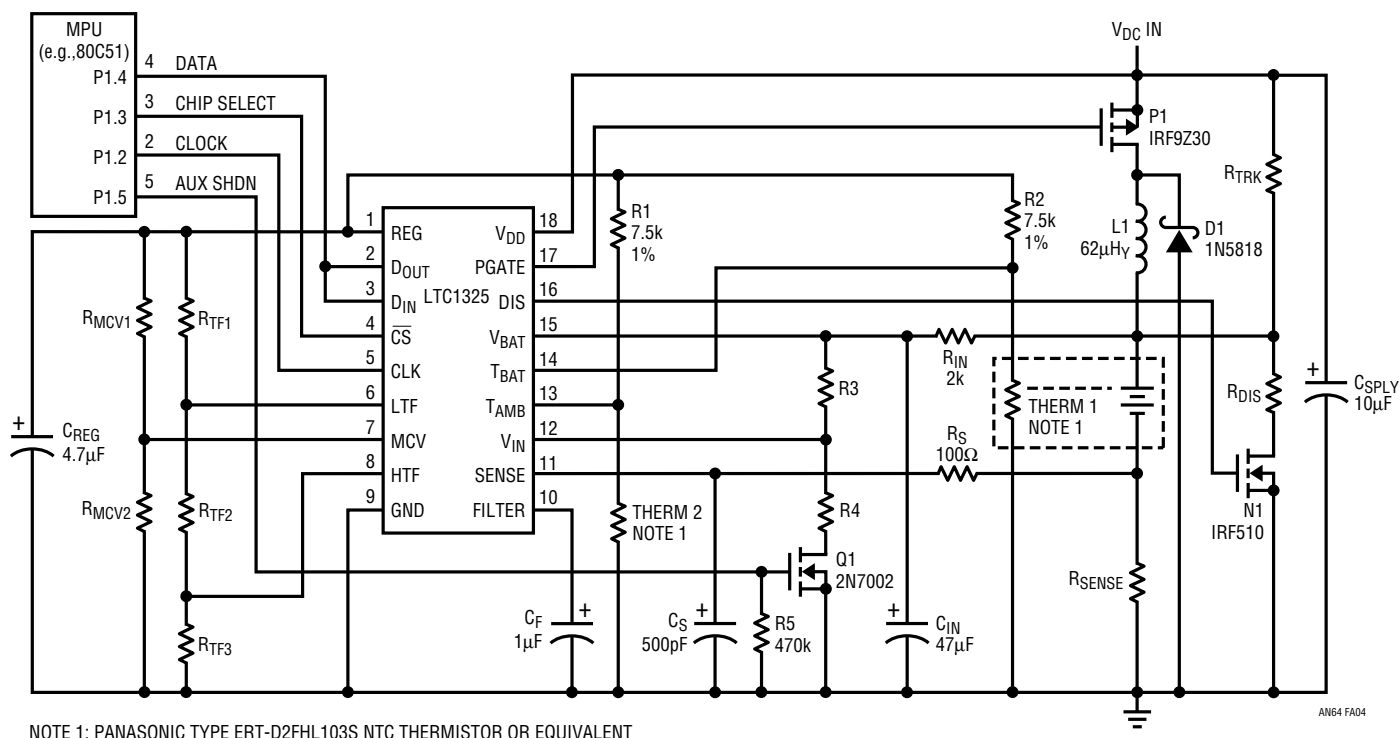 MPU
(e.g.,80C51)
P1.4
4 DATA
P1.3
3 CHIP SELECT
P1.2
2 CLOCK
P1.5
5 AUX SHDN
V_DC IN
P1
IRF9Z30
R_TRK
R1
7.5k
1%
R2
7.5k
1%
L1
62µH_Y
D1
1N5818
LTC1325
1 REG
2 D_OUT
3 D_IN
4 C̅S̅
5 CLK
6 LTF
7 MCV
8 HTF
9 GND
V_DD 18
PGATE 17
DIS 16
V_BAT 15
T_BAT 14
T_AMB 13
V_IN 12
SENSE 11
FILTER 10
R_MCV1
R_TF1
+
C_REG
4.7µF
R_MCV2
R_TF2
R_TF3
R3
R_IN
2k
THERM 1
NOTE 1
R_DIS
+
C_SPLY
10µF
R_S
100Ω
R4
THERM 2
NOTE 1
Q1
2N7002
N1
IRF510
R_SENSE
C_F
1µF
+
C_S
500pF
+
R5
470k
+
C_IN
47µF
AN64 FA04
NOTE 1: PANASONIC TYPE ERT-D2FHL103S NTC THERMISTOR OR EQUIVALENT